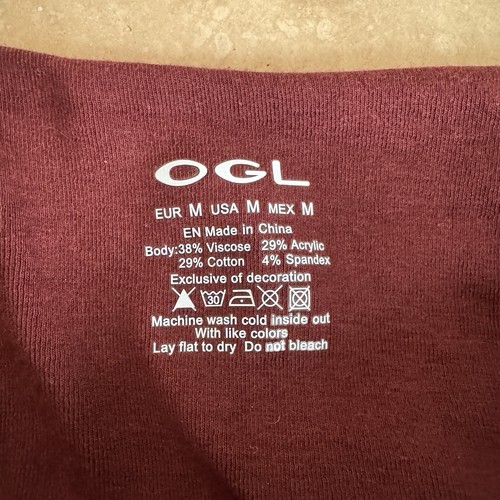 OGL
EUR M USA M MEX M
EN Made in China
Body:38% Viscose 29% Acrylic
29% Cotton 4% Spandex
Exclusive of decoration
30
Machine wash cold inside out
With like colors
Lay flat to dry Do not bleach